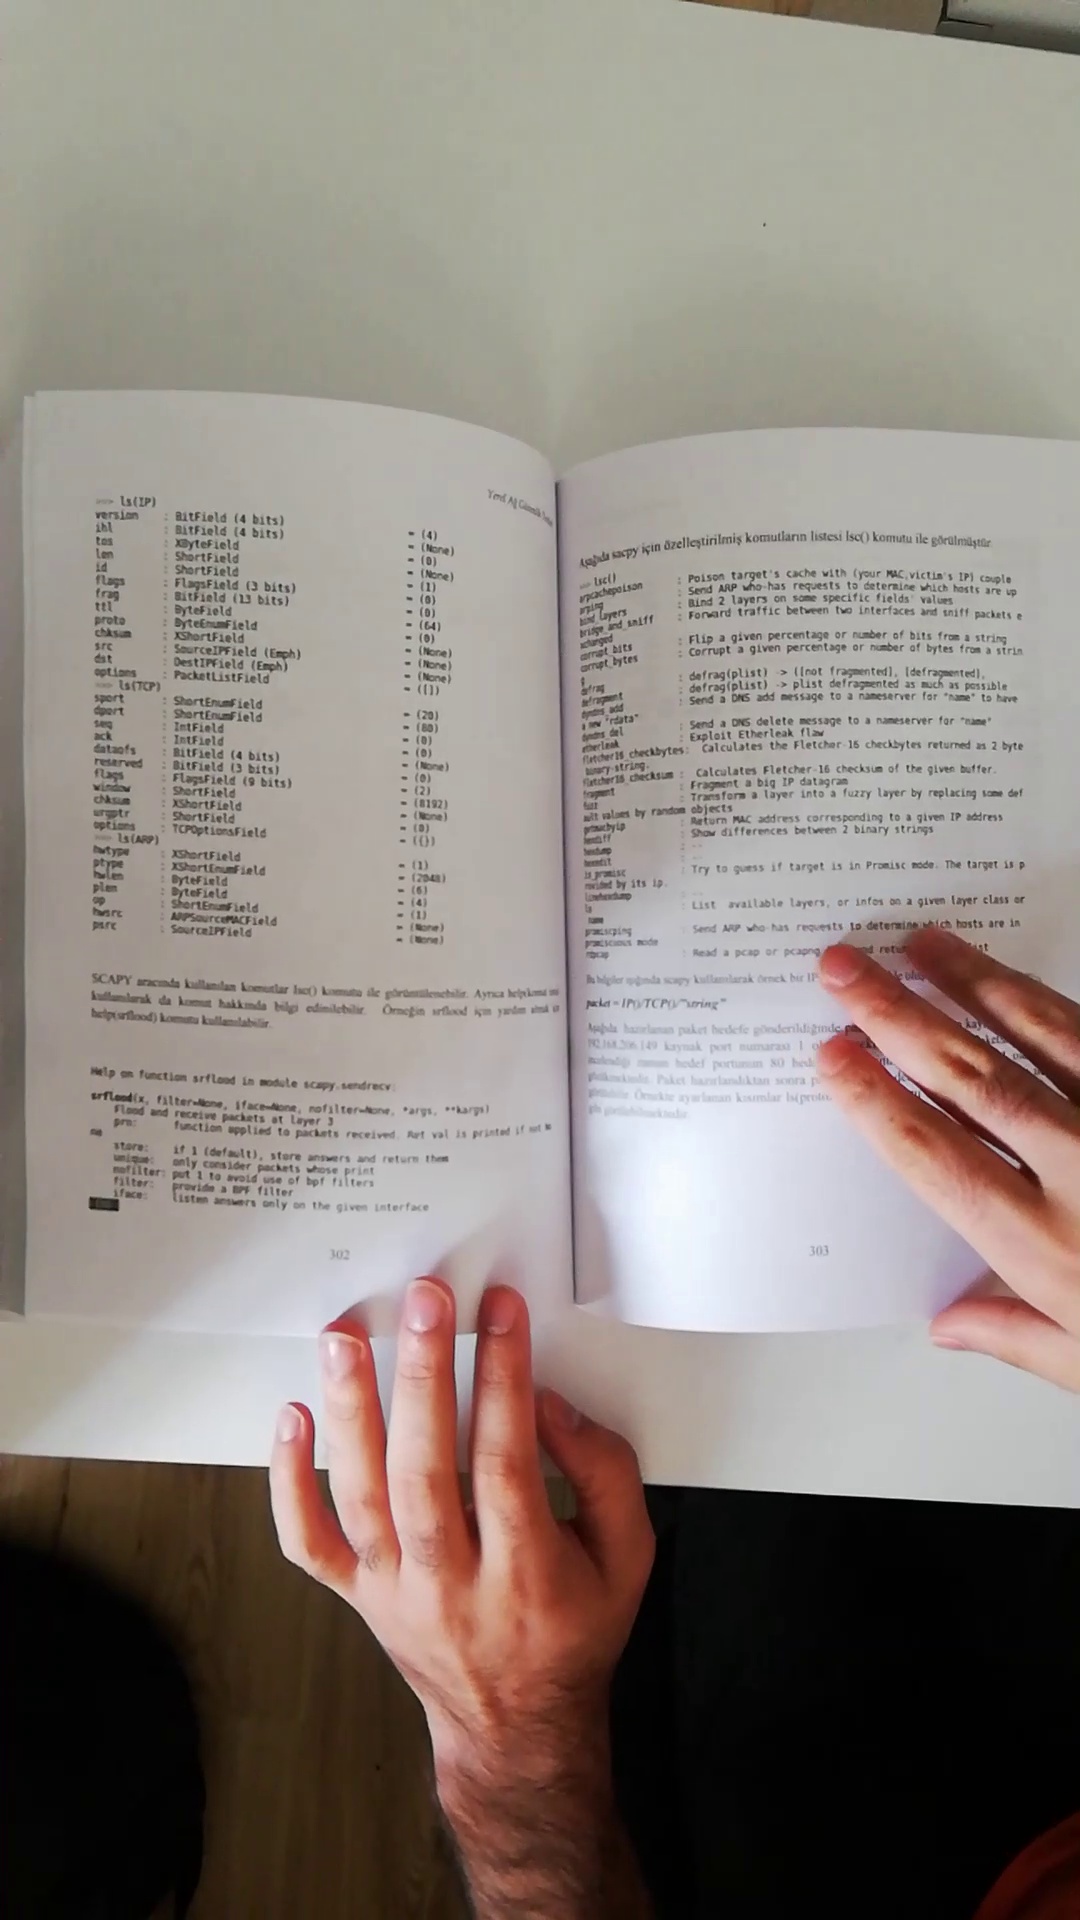 Yerel Ağ Güvenlik
>>> ls(IP)
version : BitField (4 bits) = (4)
ihl : BitField (4 bits) = (None)
tos : XByteField = (0)
len : ShortField = (None)
id : ShortField = (1)
flags : FlagsField (3 bits) = (0)
frag : BitField (13 bits) = (0)
ttl : ByteField = (64)
proto : ByteEnumField = (0)
chksum : XShortField = (None)
src : SourceIPField (Emph) = (None)
dst : DestIPField (Emph) = (None)
options : PacketListField = ([])
>>> ls(TCP)
sport : ShortEnumField = (20)
dport : ShortEnumField = (80)
seq : IntField = (0)
ack : IntField = (0)
dataofs : BitField (4 bits) = (None)
reserved : BitField (3 bits) = (0)
flags : FlagsField (9 bits) = (2)
window : ShortField = (8192)
chksum : XShortField = (None)
urgptr : ShortField = (0)
options : TCPOptionsField = ({})
>>> ls(ARP)
hwtype : XShortField = (1)
ptype : XShortEnumField = (2048)
hwlen : ByteField = (6)
plen : ByteField = (4)
op : ShortEnumField = (1)
hwsrc : ARPSourceMACField = (None)
psrc : SourceIPField = (None)
SCAPY aracında kullanılan komutlar lsc() komutu ile görüntülenebilir. Ayrıca
kullanılarak da komut hakkında bilgi edinilebilir. Örneğin srflood için yardım
help(srflood) komutu kullanılabilir.
Help on function srflood in module scapy.sendrecv:
srflood(x, filter=None, iface=None, nofilter=None, *args, **kargs)
Flood and receive packets at layer 3
prn: function applied to packets received. Ret val is printed if not
ne
store: if 1 (default), store answers and return them
unique: only consider packets whose print
nofilter: put 1 to avoid use of bpf filters
filter: provide a BPF filter
iface: listen answers only on the given interface
302
Aşağıda sacpy için özelleştirilmiş komutların listesi lsc() komutu ile görülmüştür.
>>> lsc()
arpcachepoison : Poison target's cache with (your MAC,victim's IP) couple
arping : Send ARP who-has requests to determine which hosts are up
bind_layers : Bind 2 layers on some specific fields' values
bridge_and_sniff : Forward traffic between two interfaces and sniff packets e
xchanged
corrupt_bits : Flip a given percentage or number of bits from a string
corrupt_bytes : Corrupt a given percentage or number of bytes from a strin
g
defrag : defrag(plist) -> ([not fragmented], [defragmented],
defragment : defrag(plist) -> plist defragmented as much as possible
dyndns_add : Send a DNS add message to a nameserver for "name" to have
a new "rdata"
dyndns_del : Send a DNS delete message to a nameserver for "name"
etherleak : Exploit Etherleak flaw
fletcher16_checkbytes: Calculates the Fletcher-16 checkbytes returned as 2 byte
binary-string.
fletcher16_checksum : Calculates Fletcher-16 checksum of the given buffer.
fragment : Fragment a big IP datagram
fuzz : Transform a layer into a fuzzy layer by replacing some def
ault values by random objects
getmacbyip : Return MAC address corresponding to a given IP address
hexdiff : Show differences between 2 binary strings
hexdump : --
hexedit : --
is_promisc : Try to guess if target is in Promisc mode. The target is p
rovided by its ip.
linehexdump : --
ls : List available layers, or infos on a given layer class or
name
promiscping : Send ARP who-has requests to determine which hosts are in
promiscuous mode
rdpcap : Read a pcap or pcapng
Bu bilgiler ışığında scapy kullanılarak örnek bir IP
packet = IP()/TCP()/"string"
Aşağıda hazırlanan paket hedefe gönderildiğinde
192.168.206.149 kaynak port numarası 1
zaman hedef portunun 80
Paket hazırlandıktan sonra
Örnekte ayarlanan kısımlar
303